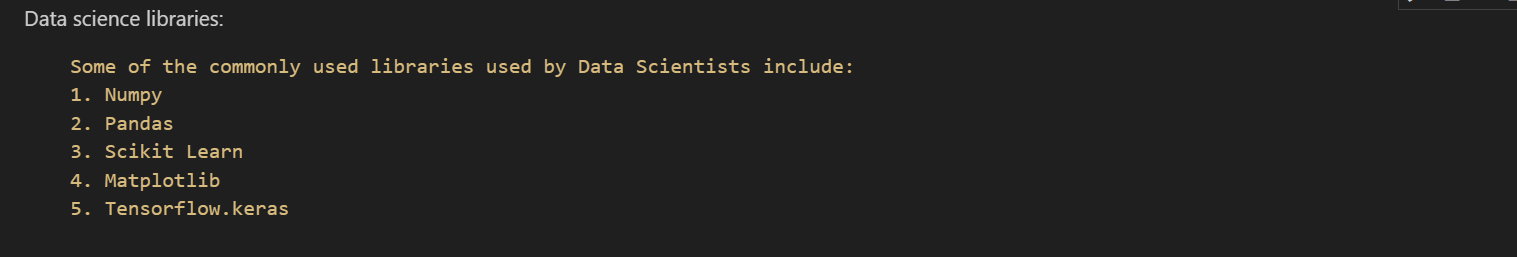 Data science libraries:
Some of the commonly used libraries used by Data Scientists include:
1. Numpy
2. Pandas
3. Scikit Learn
4. Matplotlib
5. Tensorflow.keras